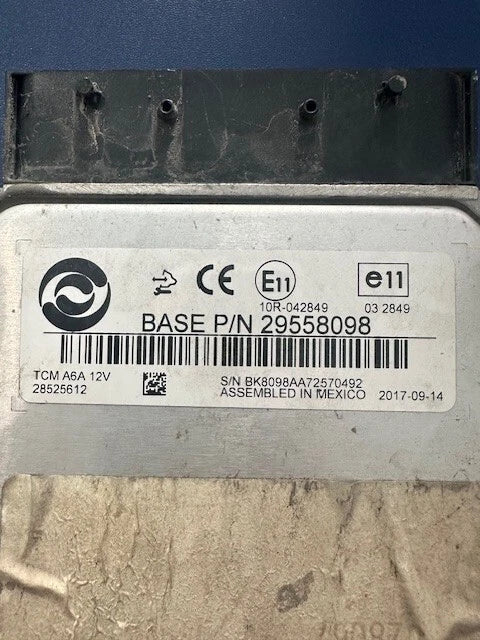 CE E11 e11
10R-042849 03 2849
BASE P/N 29558098
TCM A6A 12V
28525612
S/N BK8098AA72570492
ASSEMBLED IN MEXICO 2017-09-14